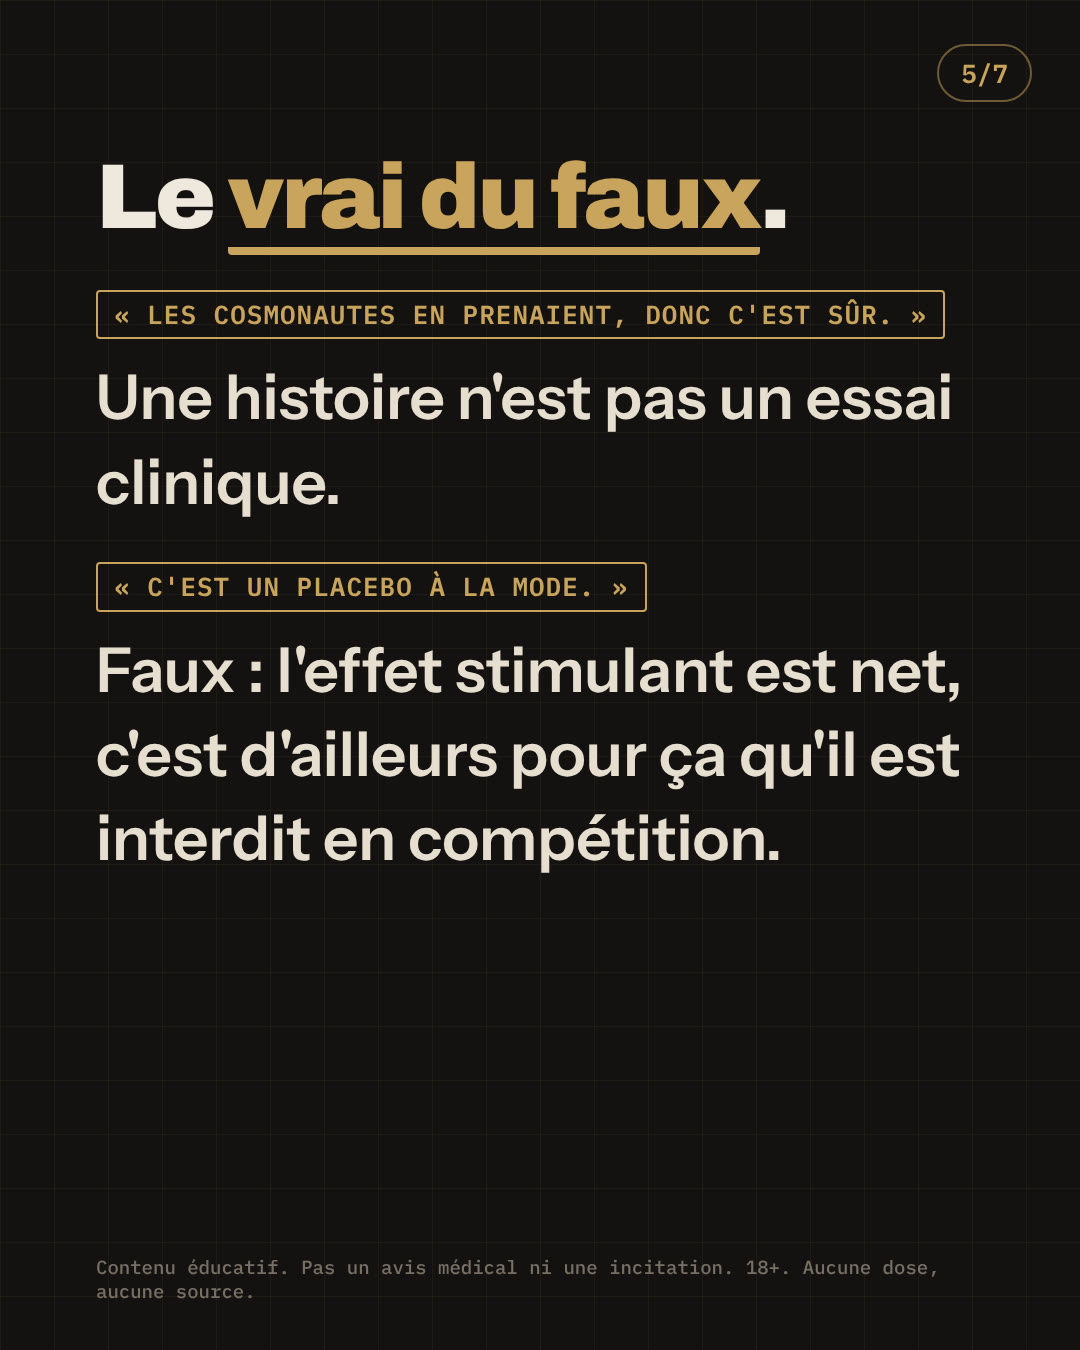 5/7
Le vrai du faux.
« LES COSMONAUTES EN PRENAIENT, DONC C'EST SÛR. »
Une histoire n'est pas un essai
clinique.
« C'EST UN PLACEBO À LA MODE. »
Faux : l'effet stimulant est net,
c'est d'ailleurs pour ça qu'il est
interdit en compétition.
Contenu éducatif. Pas un avis médical ni une incitation. 18+. Aucune dose,
aucune source.